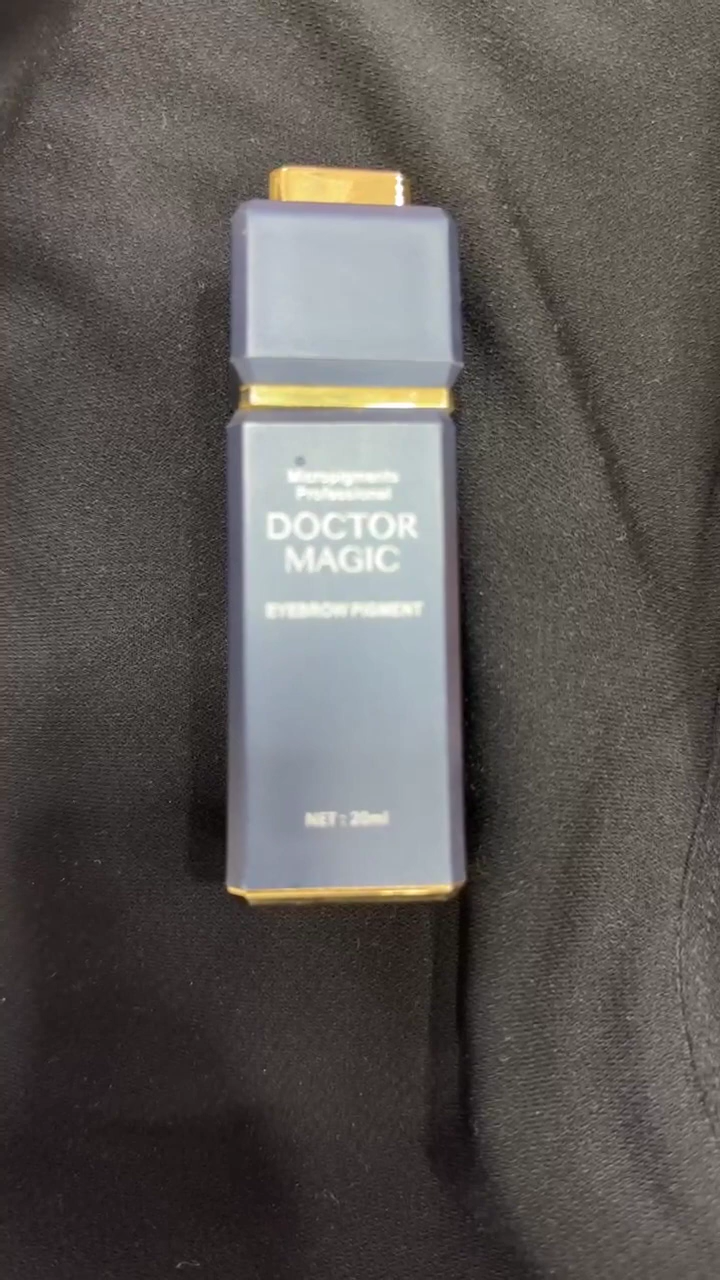 Micropigments
Professional
DOCTOR
MAGIC
EYEBROW PIGMENT
NET : 20ml